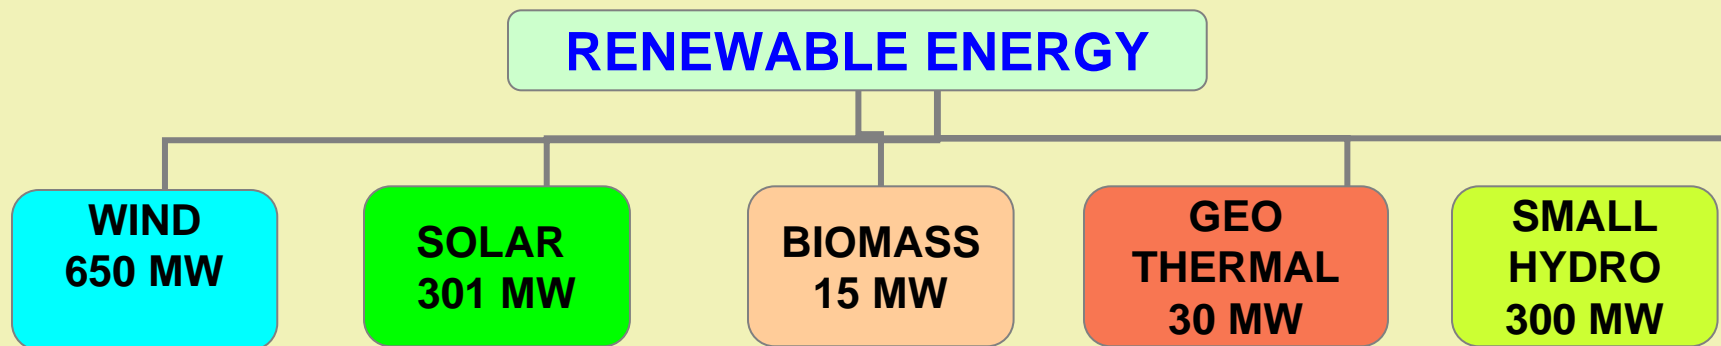 RENEWABLE ENERGY
WIND
650 MW
SOLAR
301 MW
BIOMASS
15 MW
GEO
THERMAL
30 MW
SMALL
HYDRO
300 MW